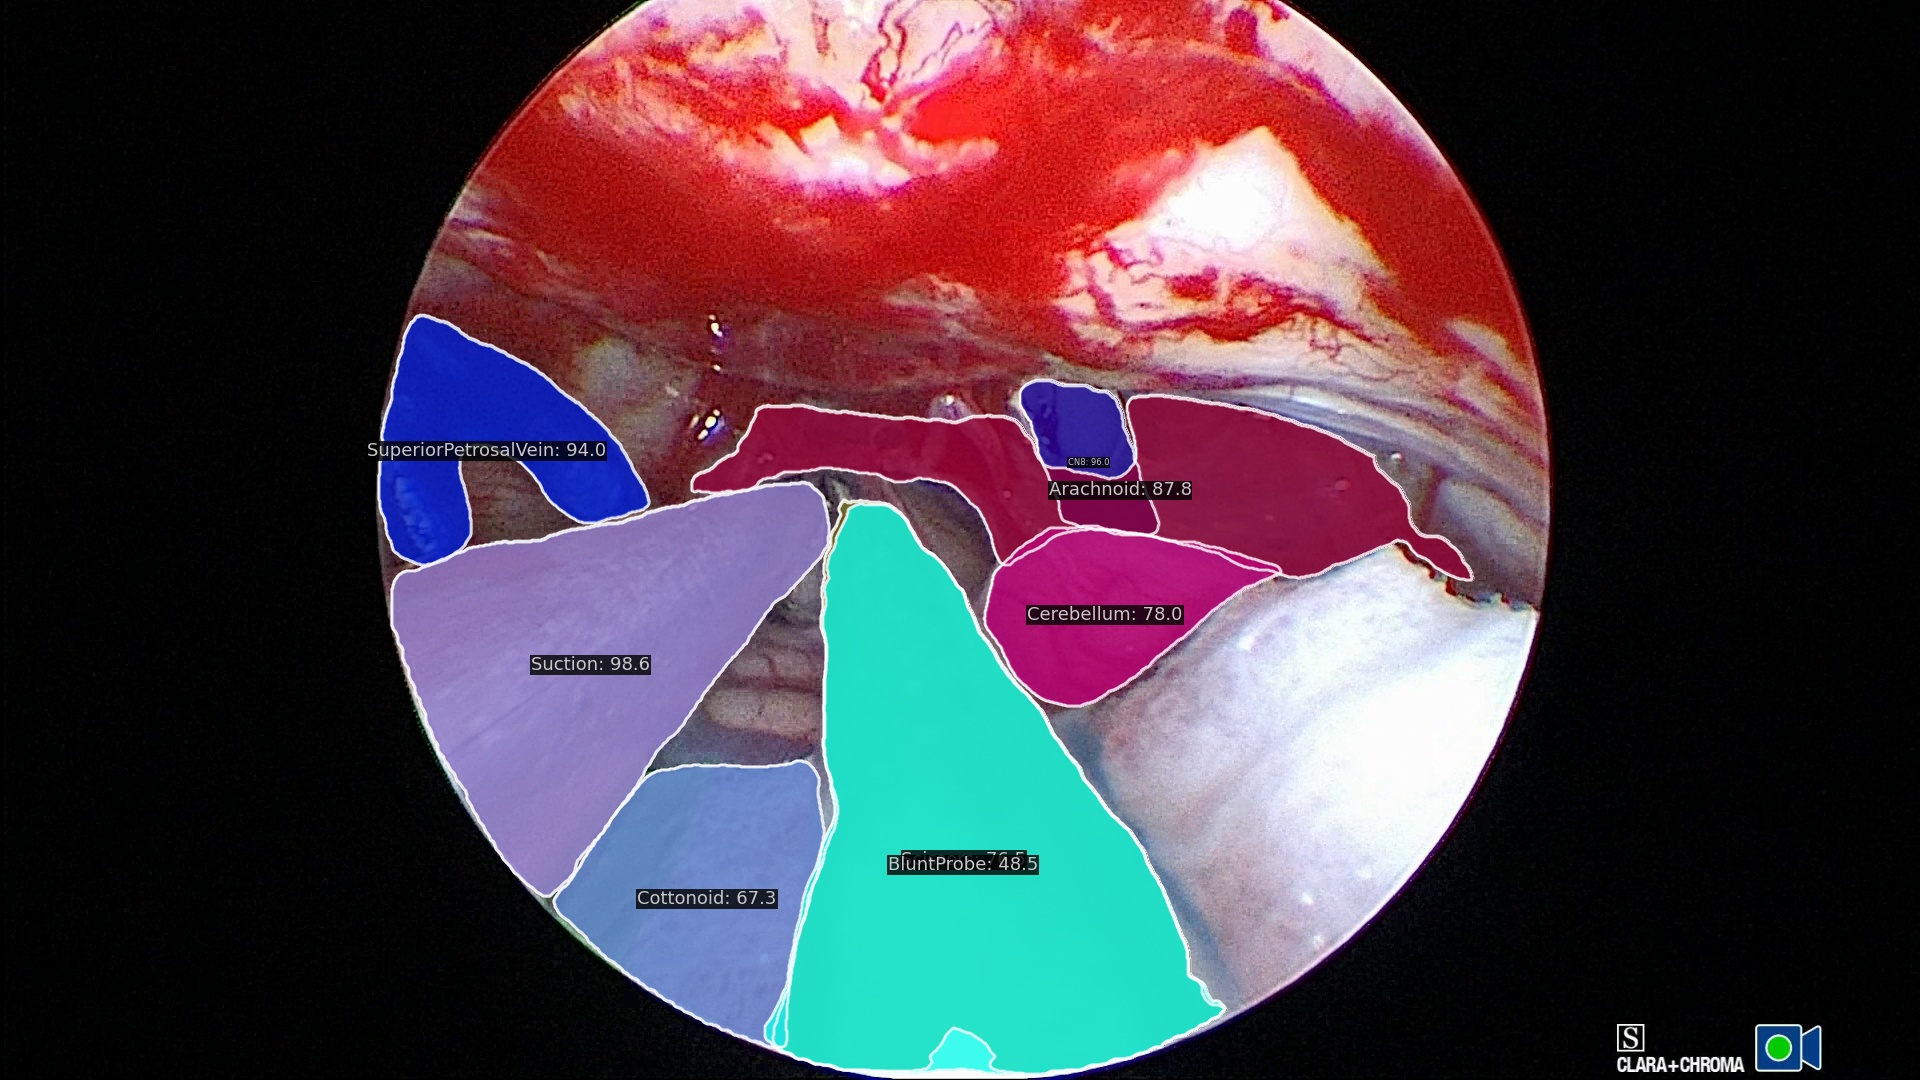 SuperiorPetrosalVein: 94.0
CN8: 96.0
Arachnoid: 87.8
Cerebellum: 78.0
Suction: 98.6
BluntProbe: 48.5
Cottonoid: 67.3
S
CLARA+CHROMA